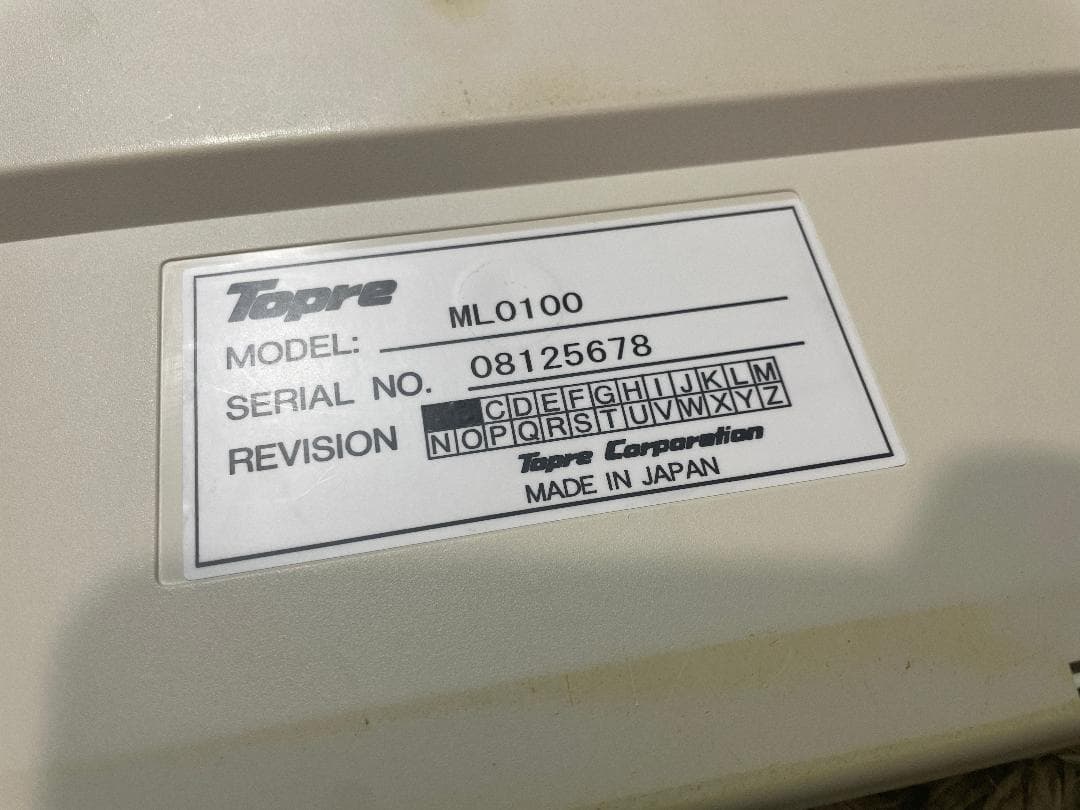 Topre
MODEL: ML0100
SERIAL NO. 08125678
REVISION CDEFGHIJKLM
NOPQRSTUVWXYZ
Topre Corporation
MADE IN JAPAN